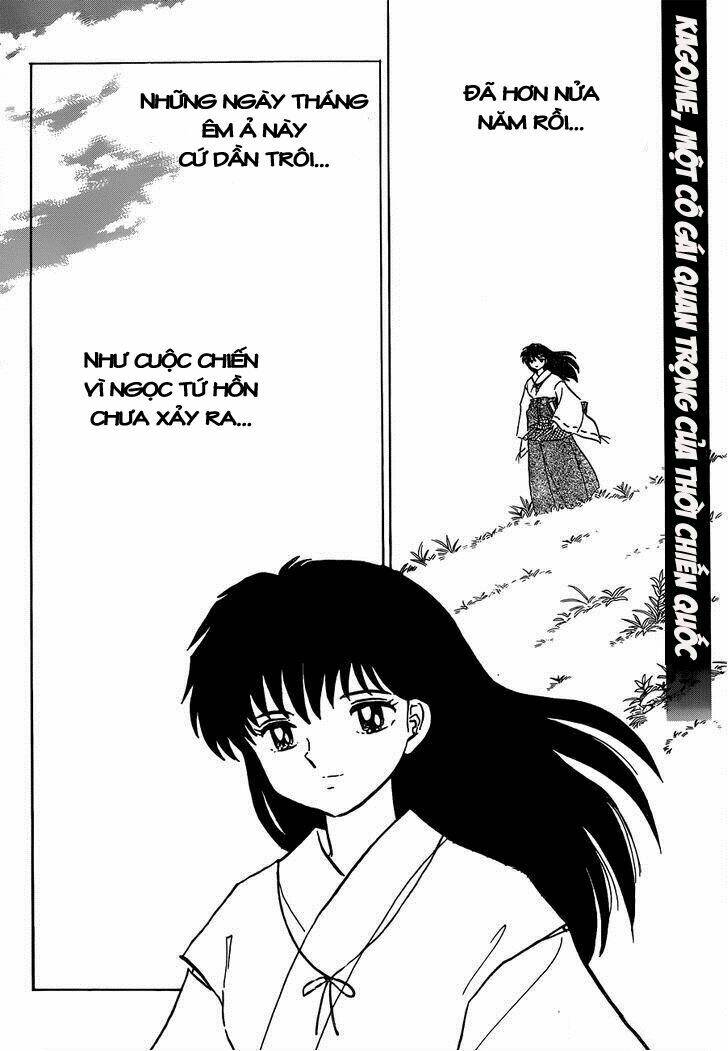 KAGOME, MỘT CÔ GÁI QUAN TRỌNG CỦA THỜI CHIẾN QUỐC
ĐÃ HƠN NỬA
NĂM RỒI...
NHỮNG NGÀY THÁNG
ÊM Ả NÀY
CỨ DẦN TRÔI...
NHƯ CUỘC CHIẾN
VÌ NGỌC TỨ HỒN
CHƯA XẢY RA...